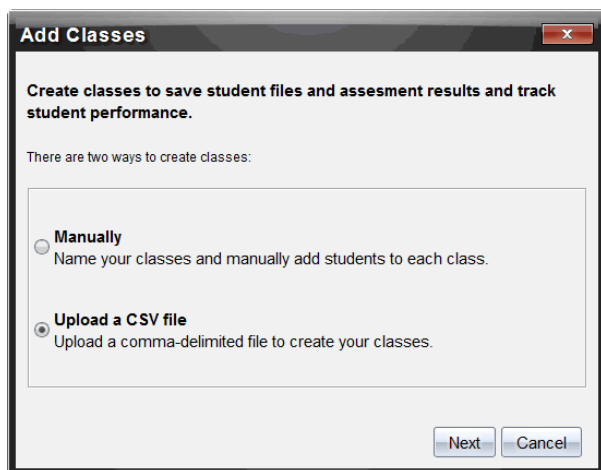 Add Classes
Create classes to save student files and assesment results and track
student performance.
There are two ways to create classes:
Manually
Name your classes and manually add students to each class.
Upload a CSV file
Upload a comma-delimited file to create your classes.
Next Cancel